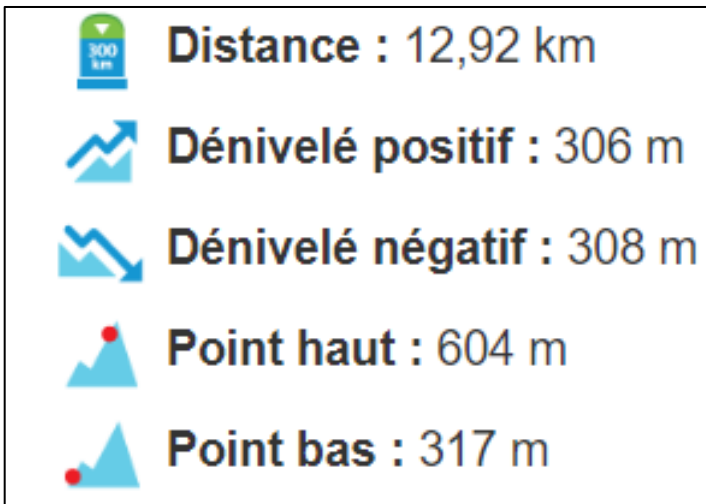 300
km
Distance : 12,92 km
Dénivelé positif : 306 m
Dénivelé négatif : 308 m
Point haut : 604 m
Point bas : 317 m